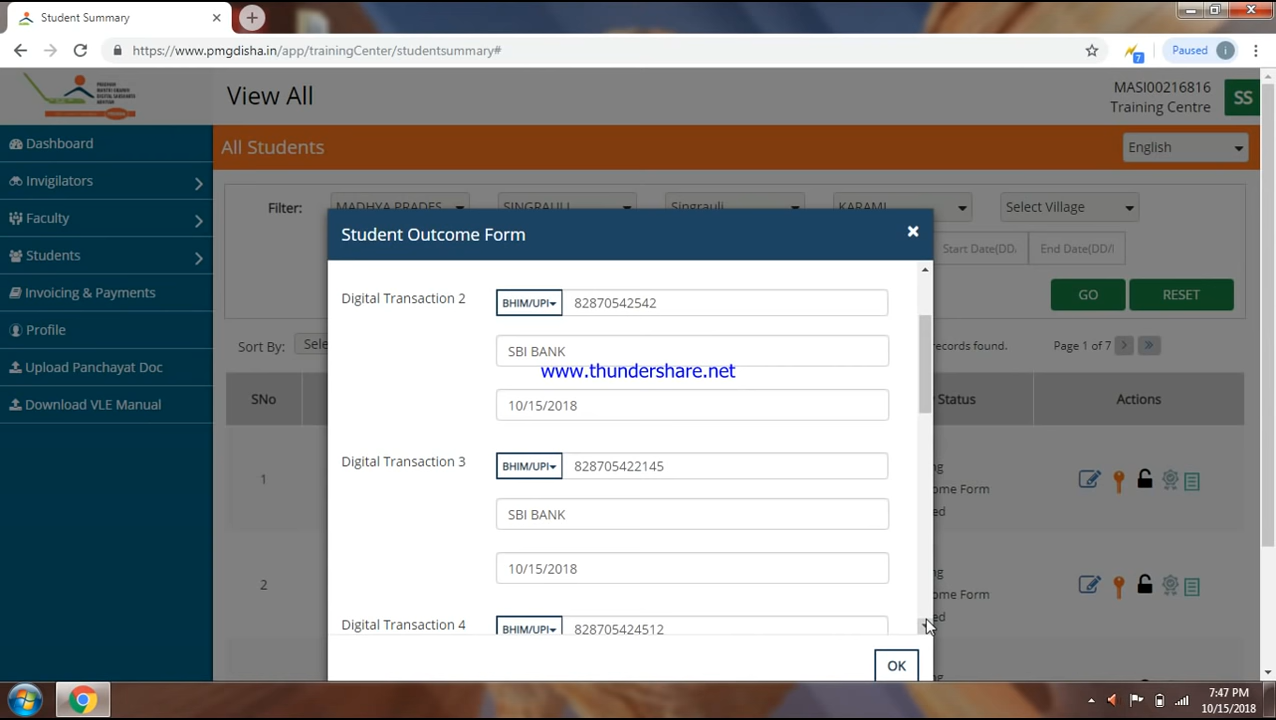 Student Summary
https://www.pmgdisha.in/app/trainingCenter/studentsummary#
7
Paused
View All
MASI00216816
Training Centre
SS
Dashboard
Invigilators
Faculty
Students
Invoicing & Payments
Profile
Upload Panchayat Doc
Download VLE Manual
All Students
English
Filter:
MADHYA PRADES
SINGRAULI
Singrauli
KARAMI
Select Village
Start Date(DD/
End Date(DD/
GO
RESET
Sort By:
Sele
records found.
Page 1 of 7
SNo
Status
Actions
1
ome Form
2
ome Form
Student Outcome Form
Digital Transaction 2
BHIM/UPI
82870542542
SBI BANK
www.thundershare.net
10/15/2018
Digital Transaction 3
BHIM/UPI
828705422145
SBI BANK
10/15/2018
Digital Transaction 4
BHIM/UPI
828705424512
OK
7:47 PM
10/15/2018